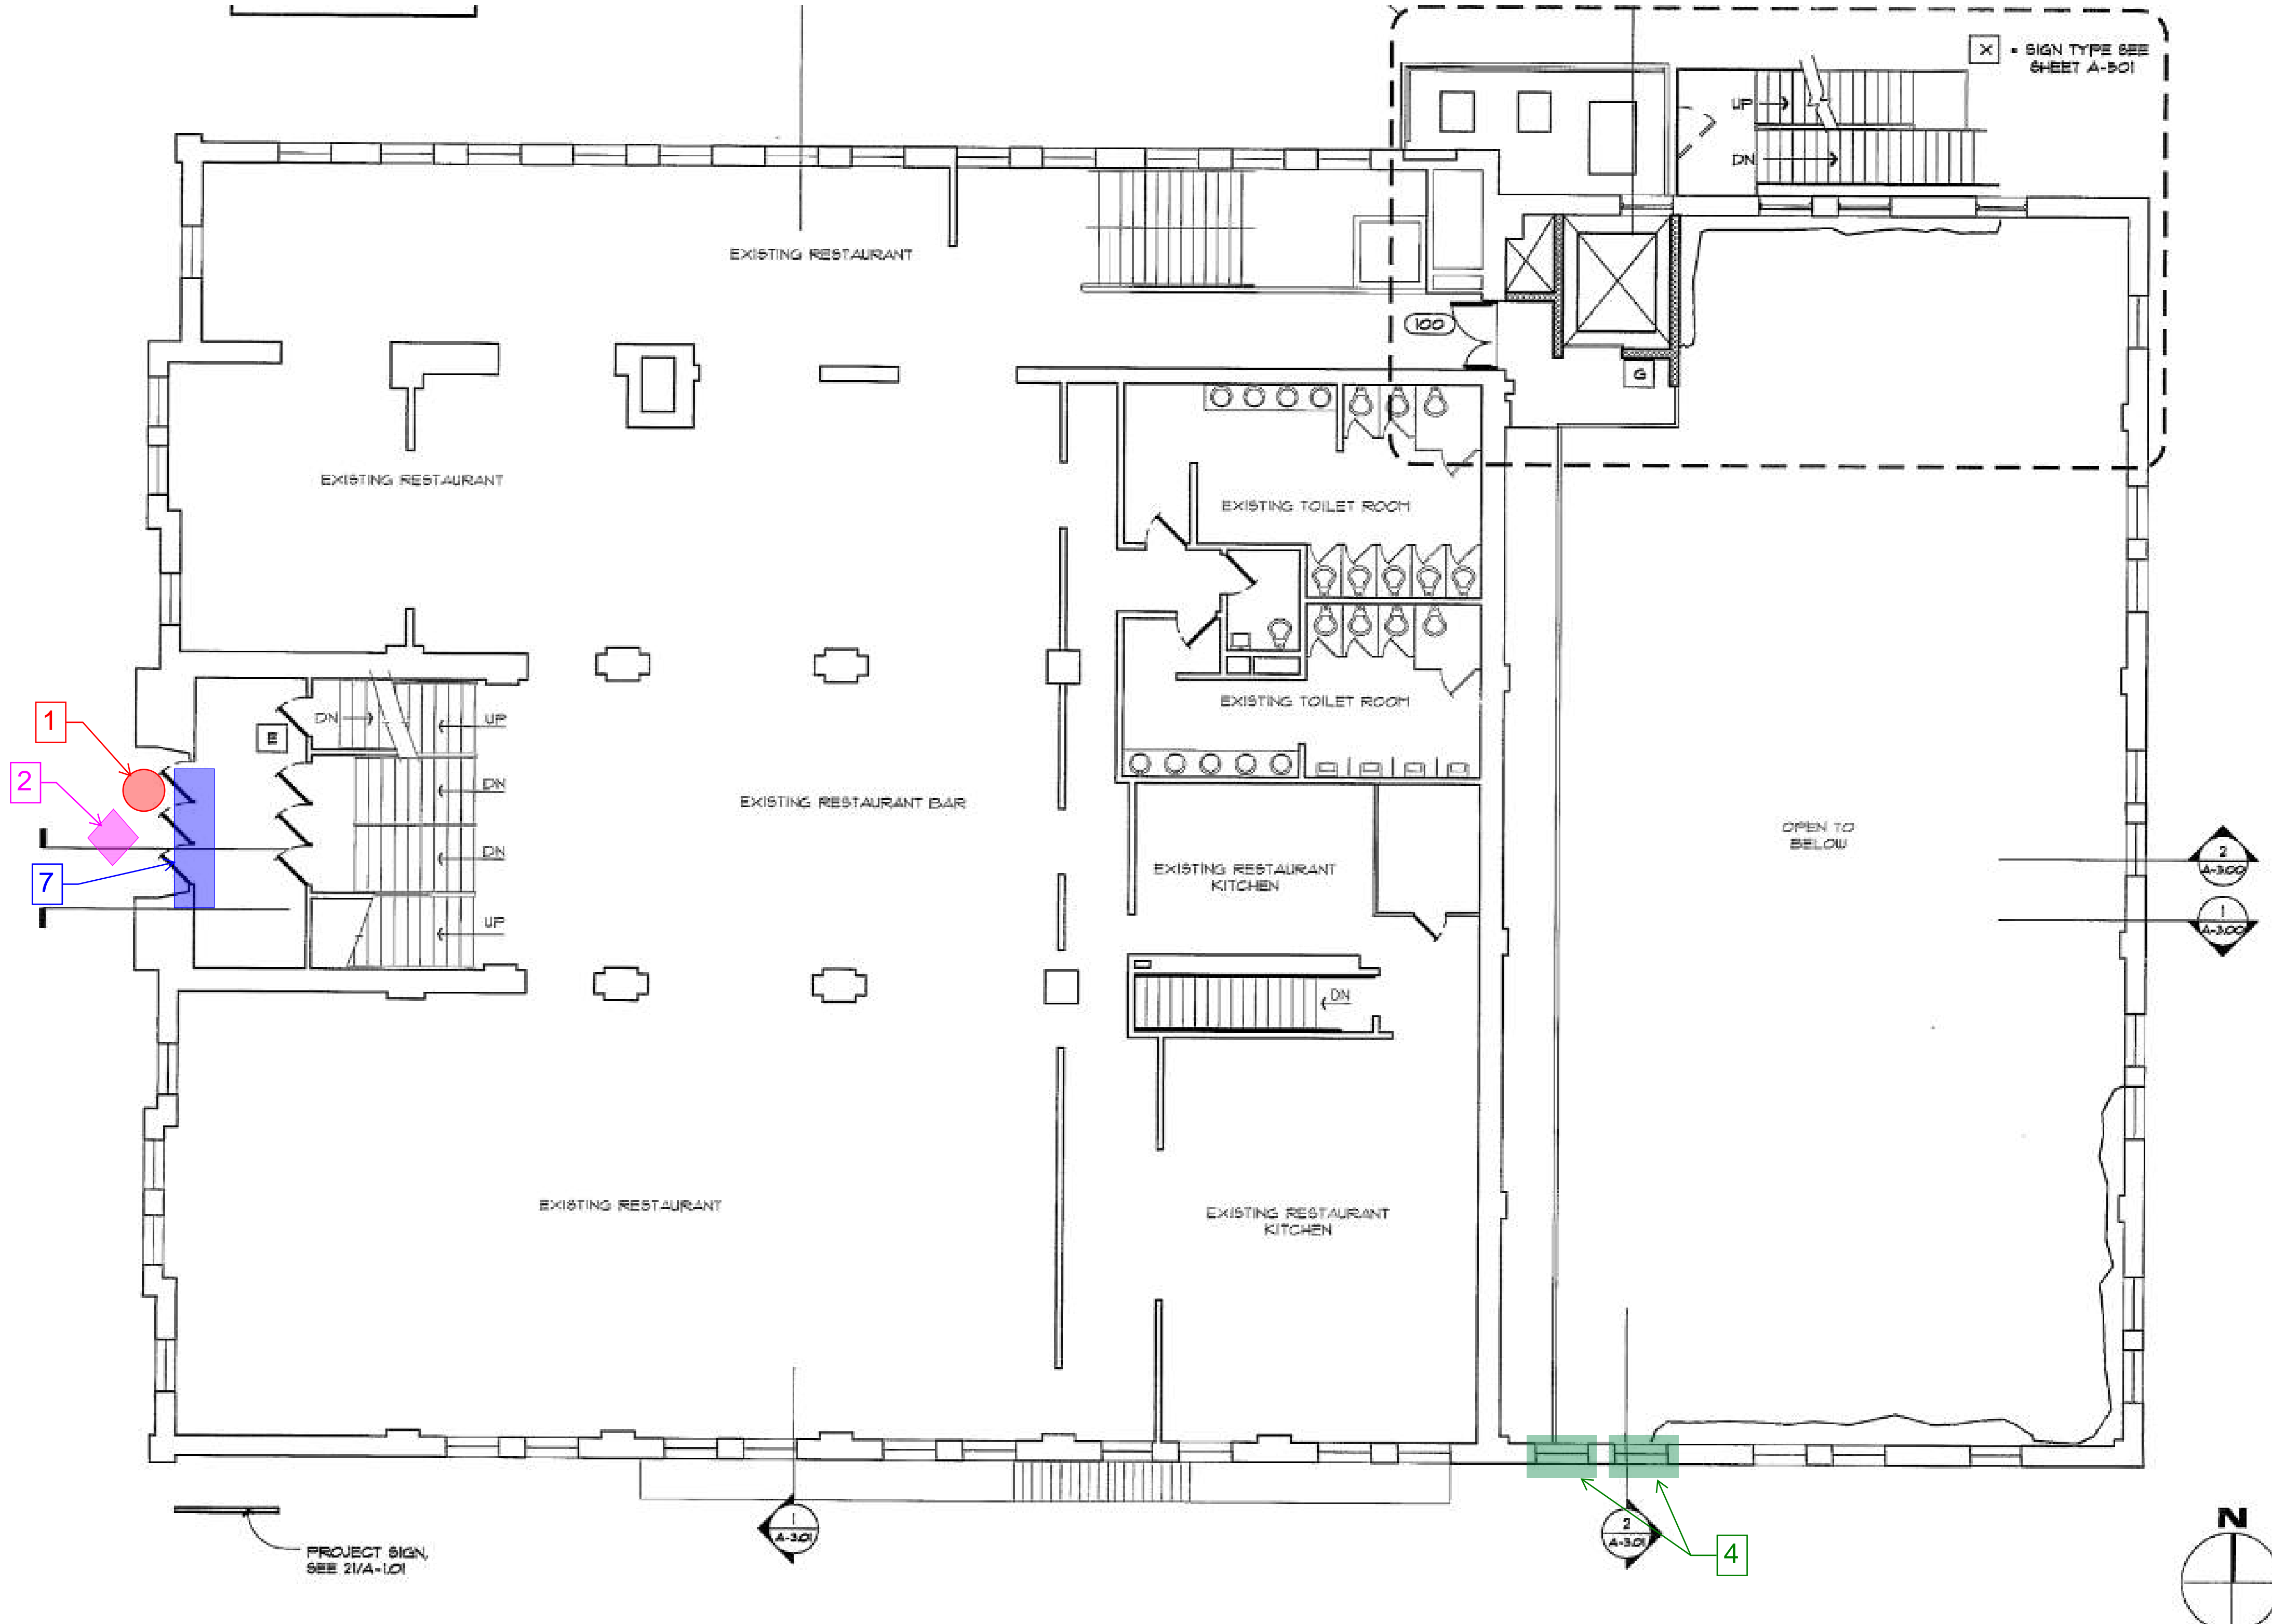 X = SIGN TYPE SEE
SHEET A-501
UP
DN
EXISTING RESTAURANT
100
G
EXISTING RESTAURANT
EXISTING TOILET ROOM
EXISTING TOILET ROOM
1
E
DN
UP
2
DN
EXISTING RESTAURANT BAR
OPEN TO
BELOW
DN
2
A-3.00
7
EXISTING RESTAURANT
KITCHEN
UP
1
A-3.00
DN
EXISTING RESTAURANT
EXISTING RESTAURANT
KITCHEN
1
A-3.01
2
A-3.01
4
N
PROJECT SIGN,
SEE 21/A-1.01